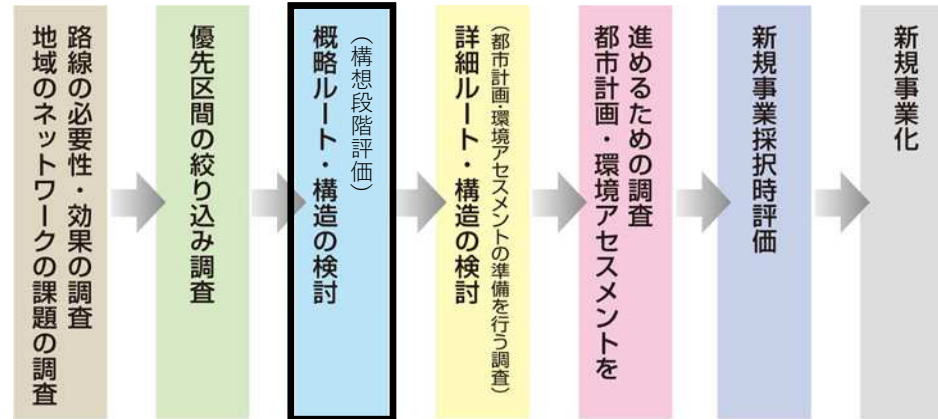 地域のネットワークの課題の調査
路線の必要性・効果の調査
優先区間の絞り込み調査
概略ルート・構造の検討
（構想段階評価）
詳細ルート・構造の検討
（都市計画・環境アセスメントの準備を行う調査）
都市計画・環境アセスメントを
進めるための調査
新規事業採択時評価
新規事業化